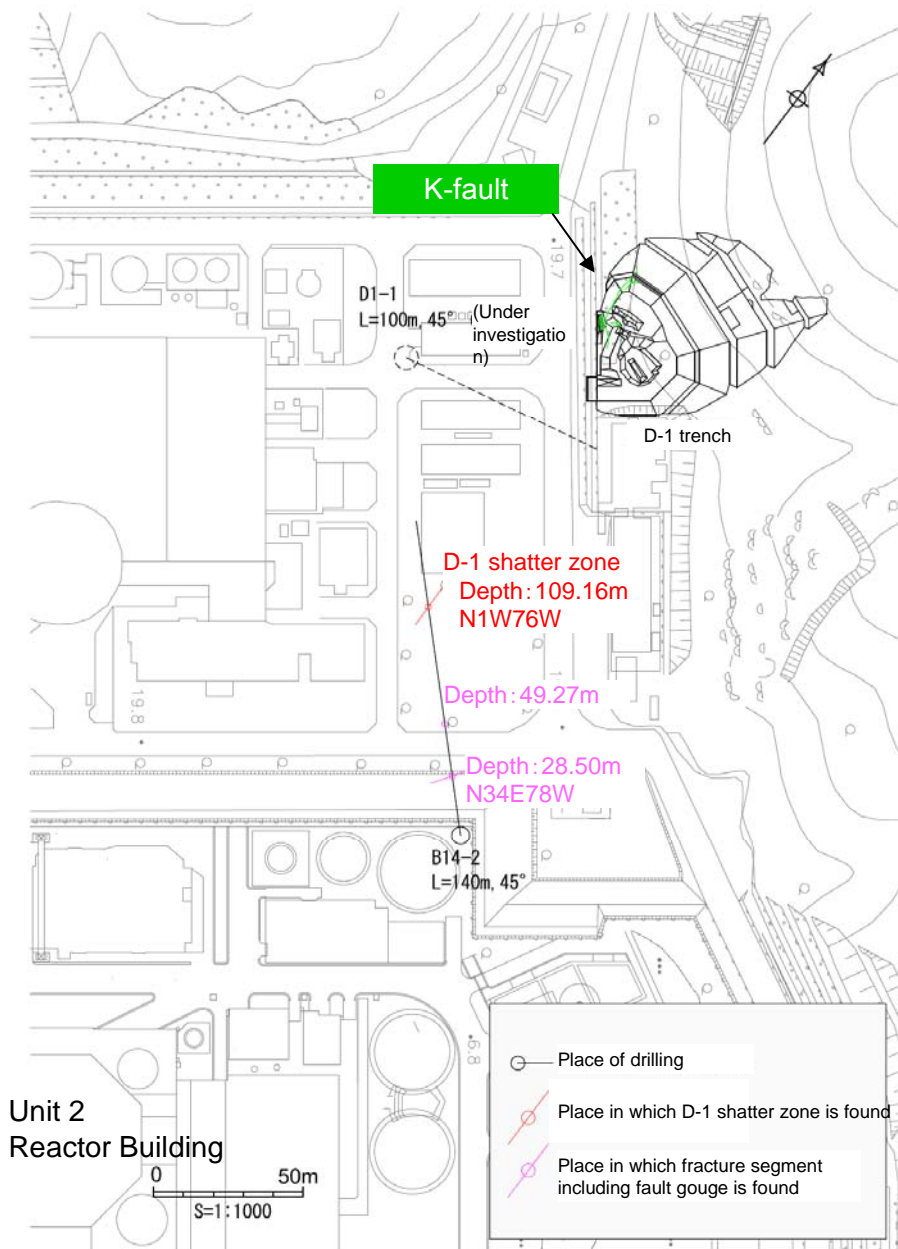 K-fault
19.7
D1-1
L=100m, 45°
(Under
investigatio
n)
D-1 trench
D-1 shatter zone
Depth:109.16m
N1W76W
Depth:49.27m
19.8
Depth:28.50m
N34E78W
B14-2
L=140m, 45°
6.8
Unit 2
Reactor Building
0 50m
S=1:1000
Place of drilling
Place in which D-1 shatter zone is found
Place in which fracture segment
including fault gouge is found